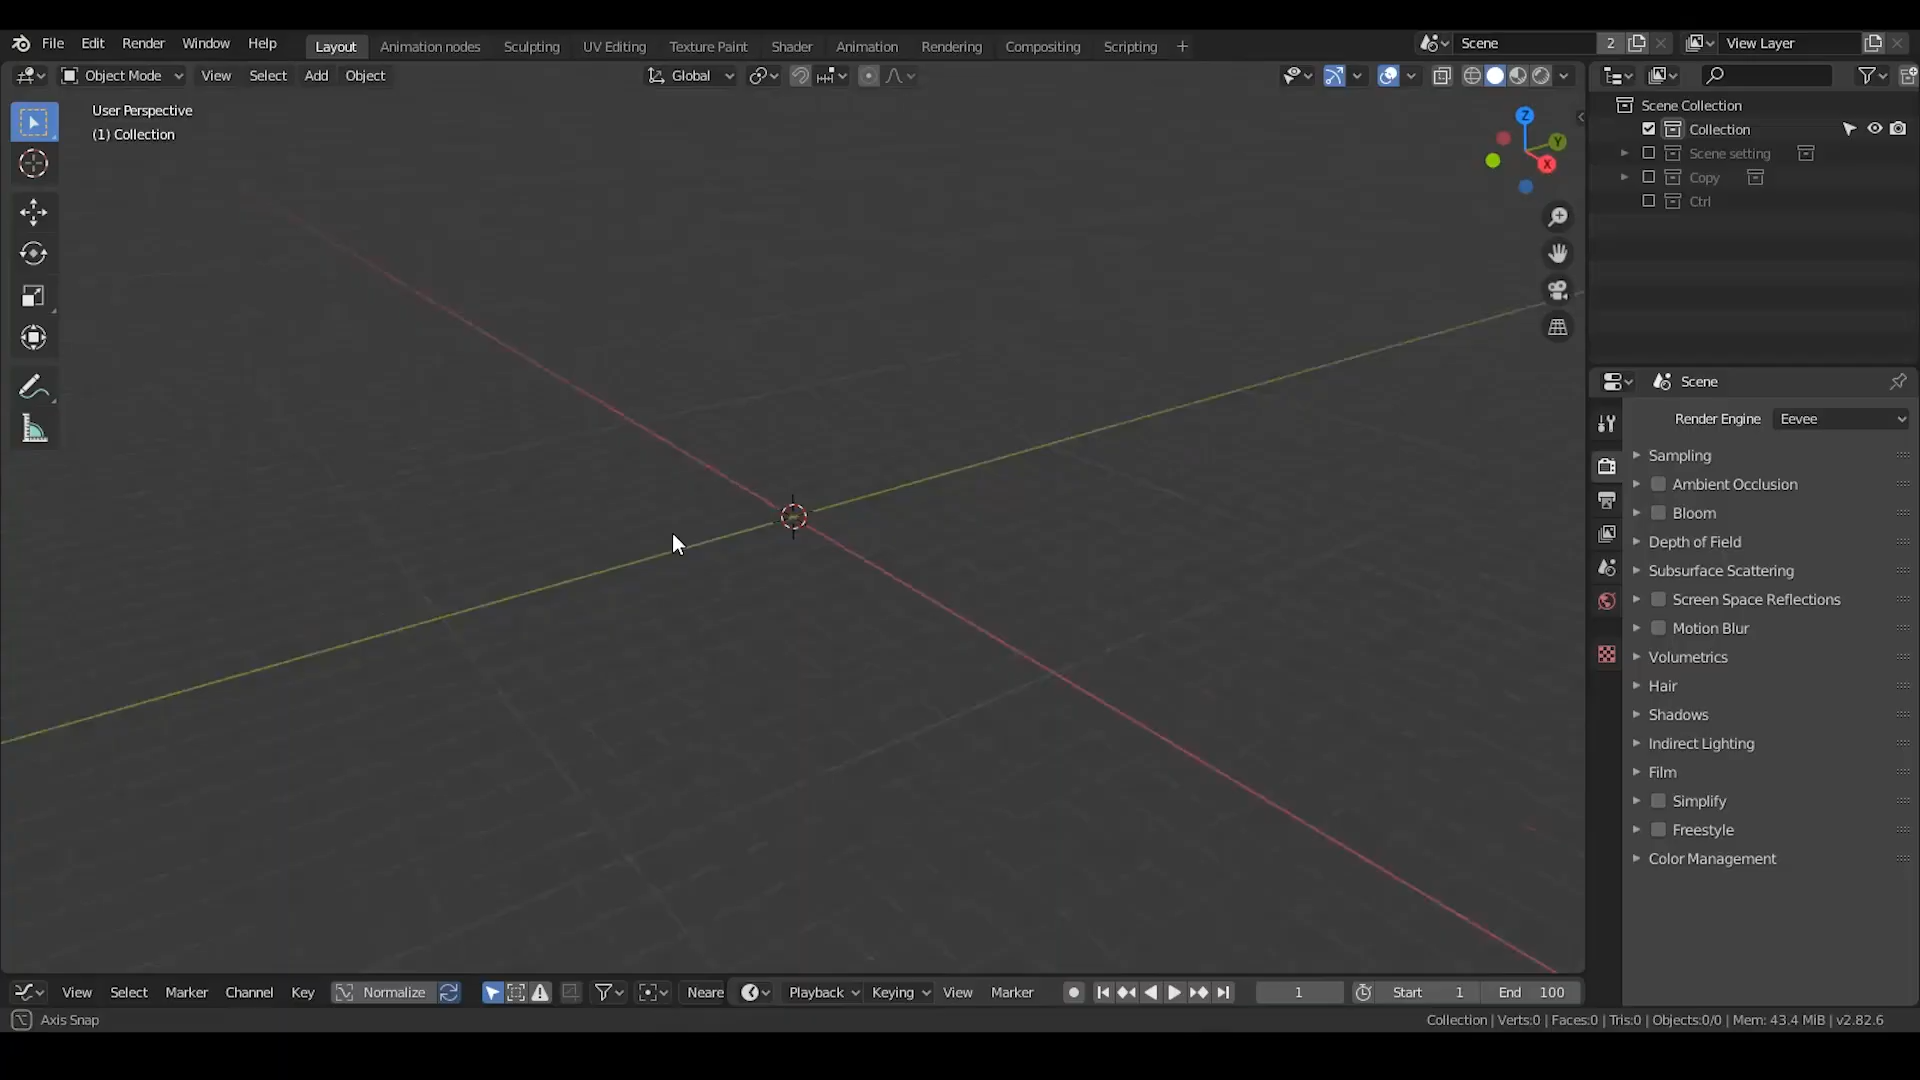 File Edit Render Window Help Layout Animation nodes Sculpting UV Editing Texture Paint Shader Animation Rendering Compositing Scripting + Scene 2 View Layer
Object Mode View Select Add Object Global
User Perspective
(1) Collection
Z
Y
X
Scene Collection
Collection
Scene setting
Copy
Ctrl
Scene
Render Engine Eevee
Sampling
Ambient Occlusion
Bloom
Depth of Field
Subsurface Scattering
Screen Space Reflections
Motion Blur
Volumetrics
Hair
Shadows
Indirect Lighting
Film
Simplify
Freestyle
Color Management
View Select Marker Channel Key Normalize Neare Playback Keying View Marker 1 Start 1 End 100
Axis Snap
Collection | Verts:0 | Faces:0 | Tris:0 | Objects:0/0 | Mem: 43.4 MiB | v2.82.6